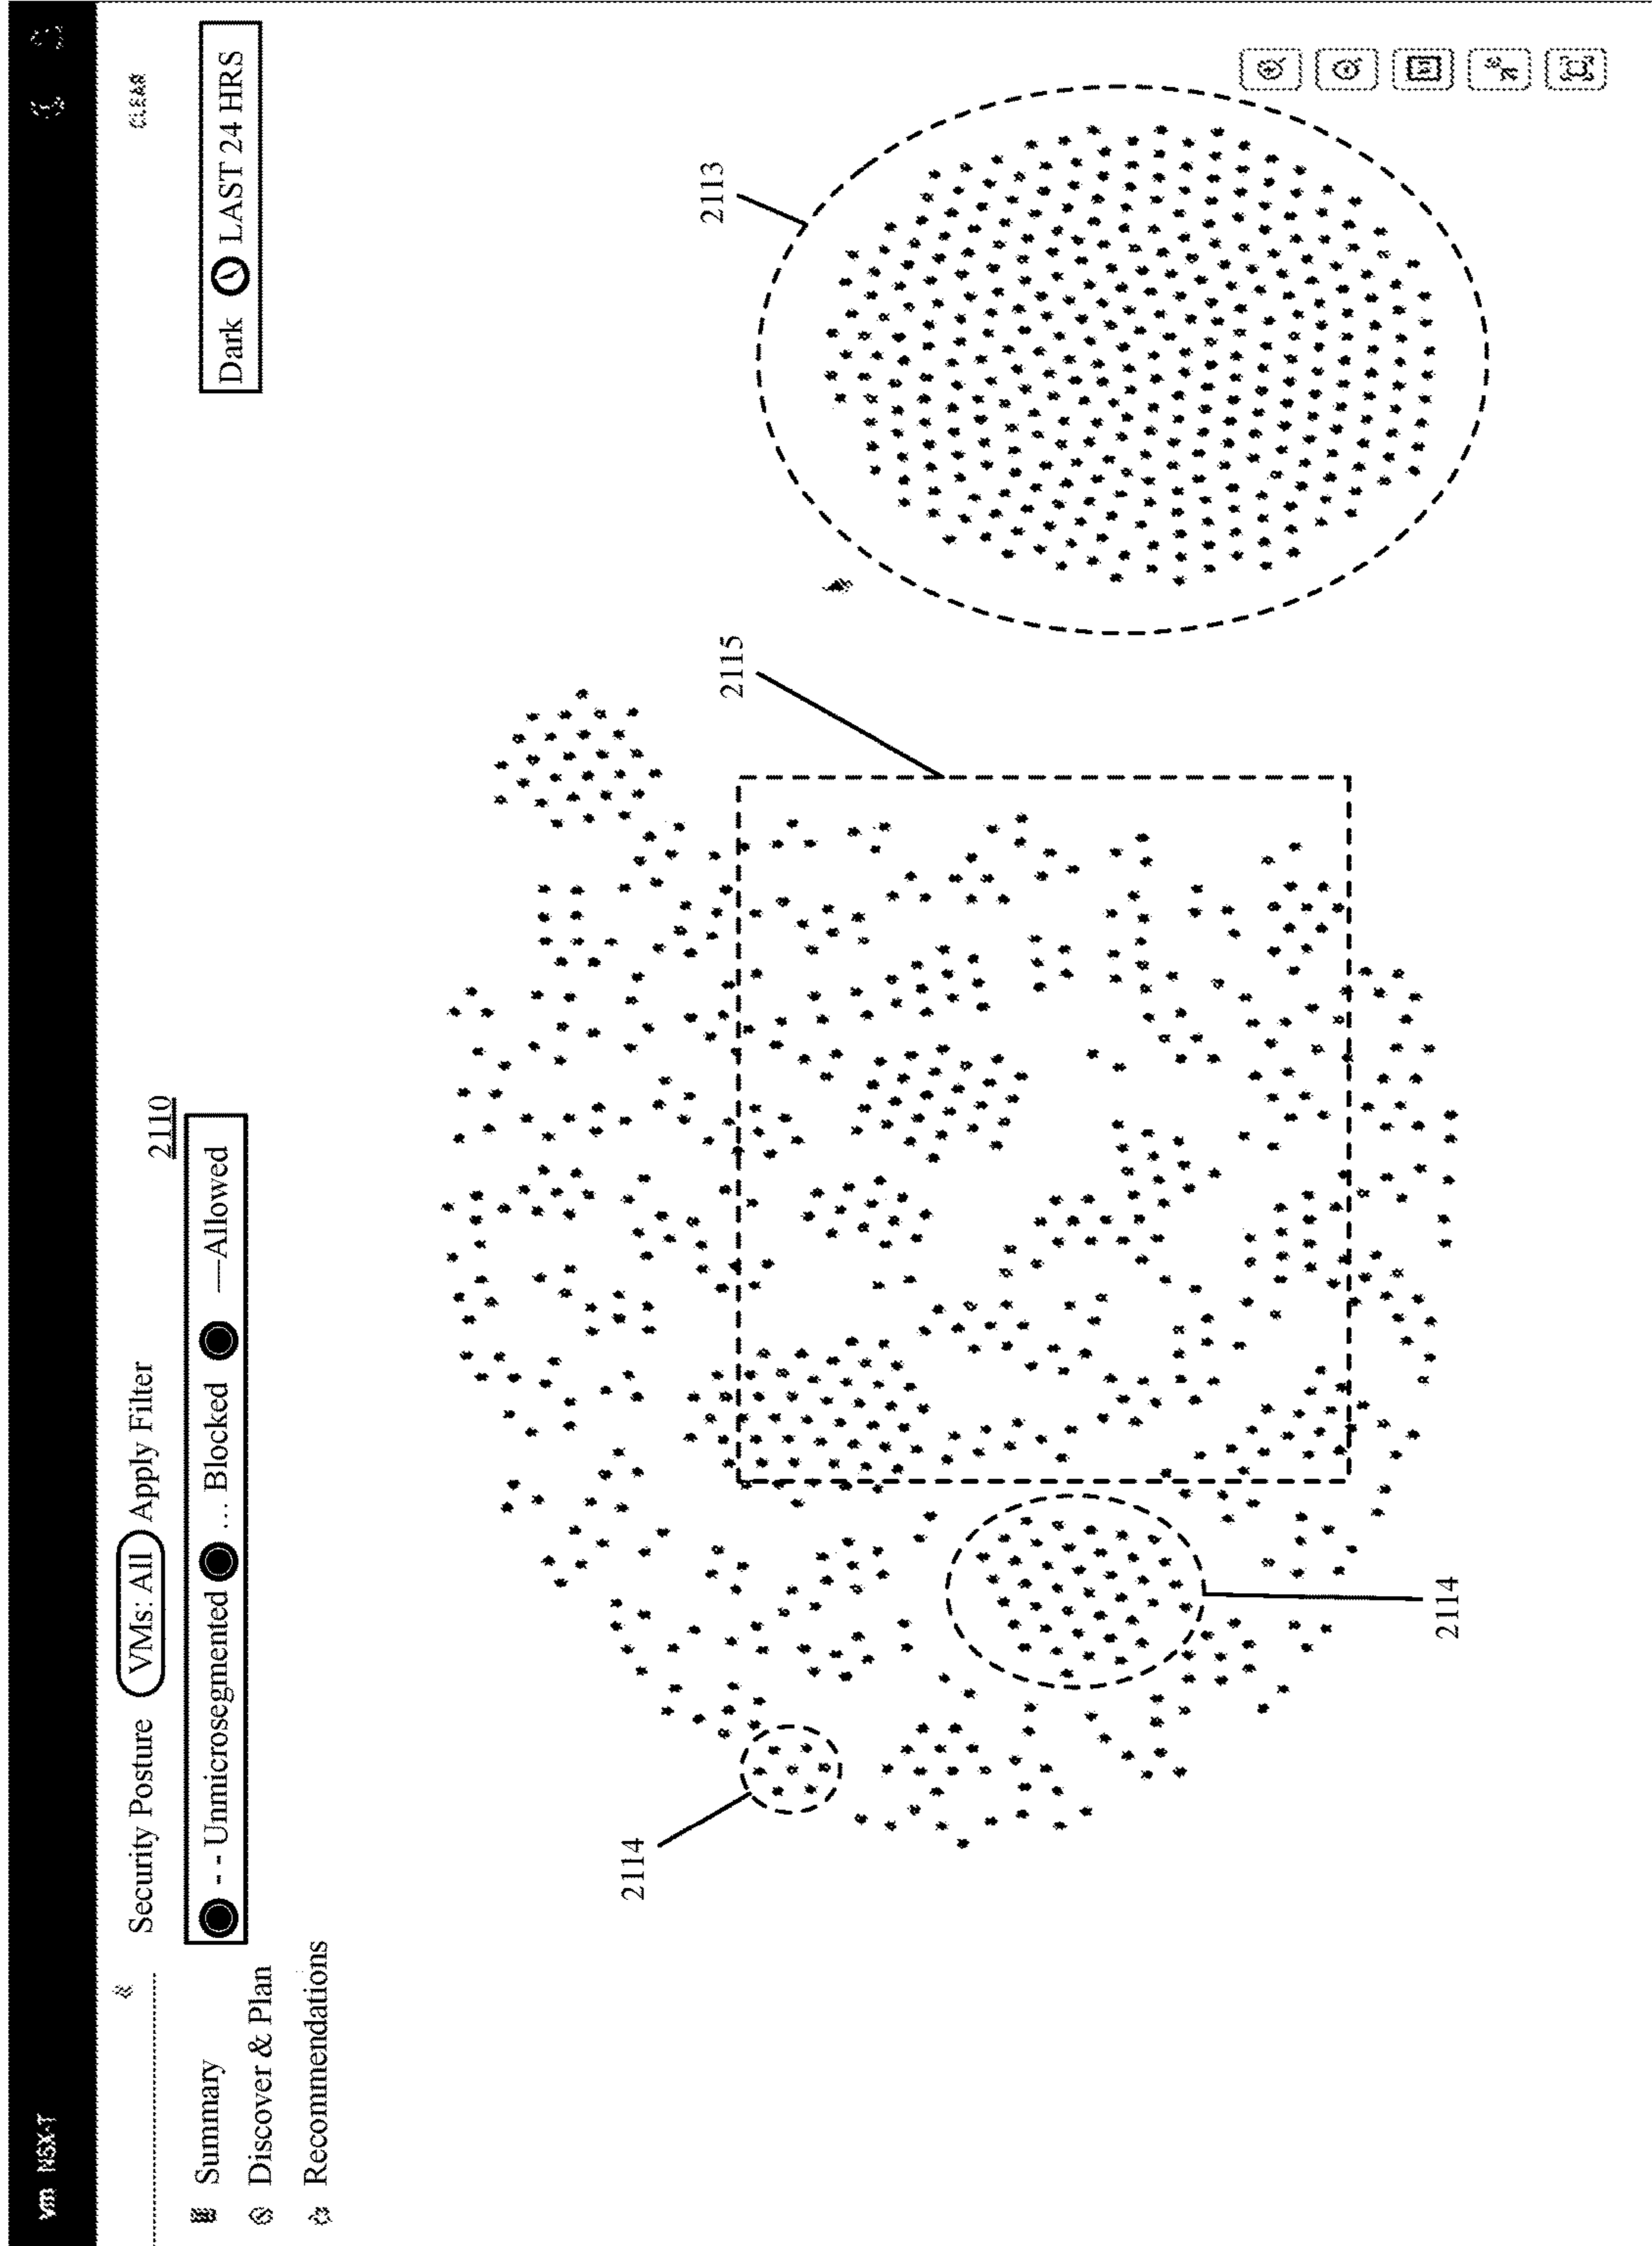 vm NSX-T
Security Posture VMs: All Apply Filter
CLEAR
2110
- - Unmicrosegmented ... Blocked —Allowed
Dark LAST 24 HRS
Summary
Discover & Plan
Recommendations
2114
2113
2115
2114